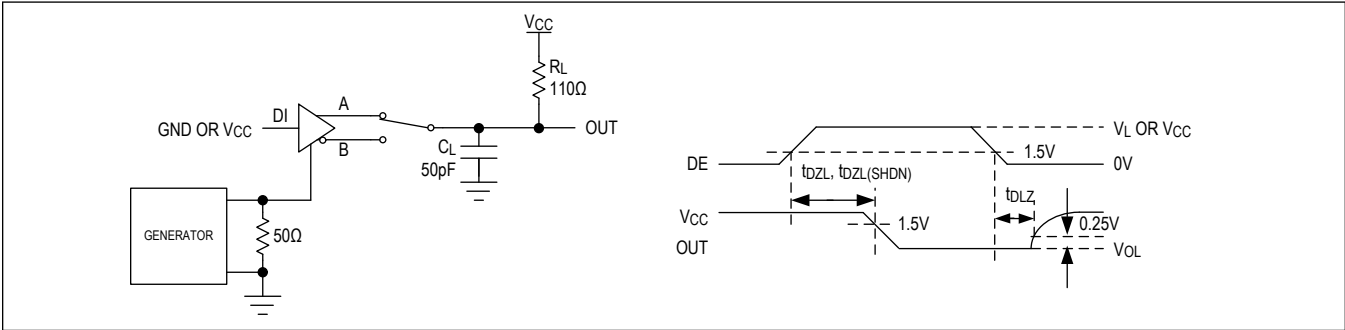 VCC
RL
110Ω
A
DI
GND OR VCC
OUT
B
CL
50pF
GENERATOR
50Ω
VL OR VCC
1.5V
DE
0V
tDZL, tDZL(SHDN)
tDLZ
VCC
1.5V
0.25V
OUT
VOL